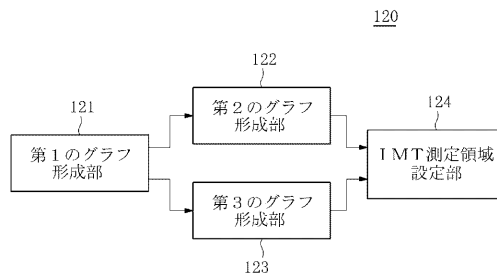 120
122
第2のグラフ
形成部
121
第1のグラフ
形成部
124
IMT測定領域
設定部
第3のグラフ
形成部
123